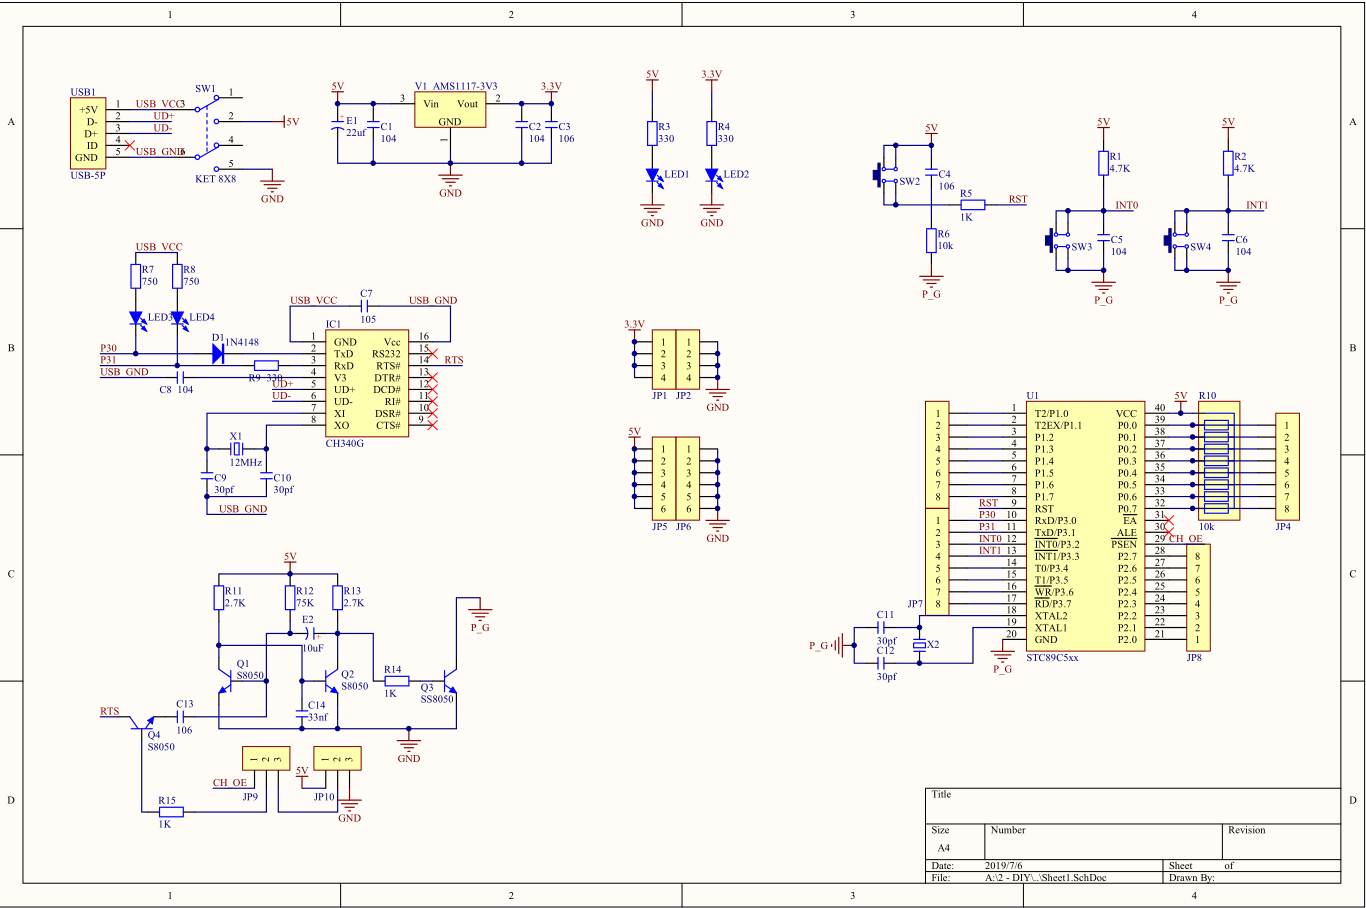 1 2 3 4
A A
B B
C C
D D
USB1
+5V 1 USB_VCC 3
D- 2 UD+
D+ 3 UD-
ID 4
GND 5 USB_GND
USB-5P
SW1
1
2 5V
4
5
KET 8X8
GND
V1 AMS1117-3V3
5V 3 Vin Vout 2 3.3V
GND
1
E1
22uf
C1
104
C2
104
C3
106
GND
5V 3.3V
R3
330
R4
330
LED1 LED2
GND GND
5V
SW2
C4
106
R5
1K
RST
R6
10k
P_G
5V
R1
4.7K
INT0
SW3
C5
104
P_G
5V
R2
4.7K
INT1
SW4
C6
104
P_G
USB_VCC
R7
750
R8
750
LED3 LED4
D1 1N4148
P30
P31
USB_GND
R9 330
C8 104
UD+
UD-
USB_VCC C7 USB_GND
105
IC1
1 GND Vcc 16
2 TxD RS232 15
3 RxD RTS# 14 RTS
4 V3 DTR# 13
5 UD+ DCD# 12
6 UD- RI# 11
7 XI DSR# 10
8 XO CTS# 9
CH340G
X1
12MHz
C9
30pf
C10
30pf
USB_GND
3.3V
1 1
2 2
3 3
4 4
JP1 JP2
GND
5V
1 1
2 2
3 3
4 4
5 5
6 6
JP5 JP6
GND
U1 5V R10
1 1 T2/P1.0 VCC 40
2 2 T2EX/P1.1 P0.0 39 1
3 3 P1.2 P0.1 38 2
4 4 P1.3 P0.2 37 3
5 5 P1.4 P0.3 36 4
6 6 P1.5 P0.4 35 5
7 7 P1.6 P0.5 34 6
8 8 P1.7 P0.6 33 7
RST 9 RST P0.7 32 8
1 P30 10 RxD/P3.0 EA 31 10k JP4
2 P31 11 TxD/P3.1 ALE 30
3 INT0 12 INT0/P3.2 PSEN 29 CH_OE
4 INT1 13 INT1/P3.3 P2.7 28 8
5 14 T0/P3.4 P2.6 27 7
6 15 T1/P3.5 P2.5 26 6
7 16 WR/P3.6 P2.4 25 5
8 17 RD/P3.7 P2.3 24 4
JP7 18 XTAL2 P2.2 23 3
19 XTAL1 P2.1 22 2
20 GND P2.0 21 1
STC89C5xx JP8
P_G
C11
30pf
C12
30pf
X2
P_G
5V
R11
2.7K
R12
75K
R13
2.7K
E2
10uF
Q1
S8050
Q2
S8050
R14
1K
Q3
SS8050
P_G
C14
33nf
RTS
C13
106
Q4
S8050
GND
1 2 3
CH_OE JP9
1 2 3
5V JP10
GND
R15
1K
Title
Size Number Revision
A4
Date: 2019/7/6 Sheet of
File: A:\2 - DIY\..\Sheet1.SchDoc Drawn By:
1 2 3 4